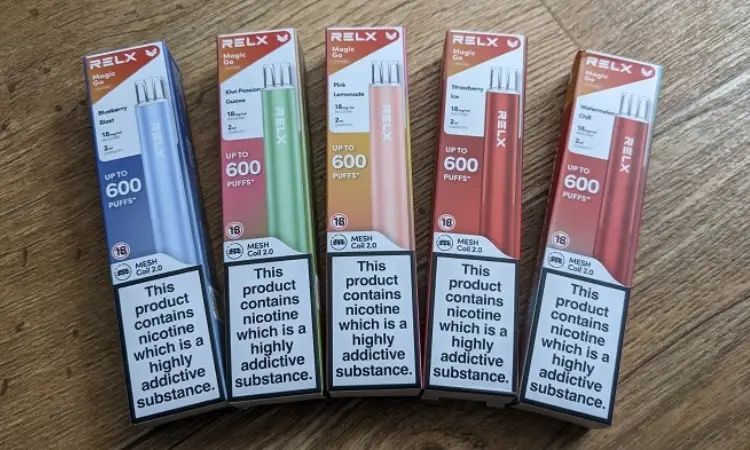 RELX
Magic
Go
Blueberry
Blast
18mg/ml
2ml
UP TO
600
PUFFS*
18
MESH
Coil 2.0
This
product
contains
nicotine
which is a
highly
addictive
substance.
RELX
Magic
Go
Kiwi Passion
Guava
18mg/ml
2ml
RELX
UP TO
600
PUFFS*
18
MESH
Coil 2.0
This
product
contains
nicotine
which is a
highly
addictive
substance.
RELX
Magic
Go
Pink
Lemonade
18mg/ml
2ml
UP TO
600
PUFFS*
18
MESH
Coil 2.0
This
product
contains
nicotine
which is a
highly
addictive
substance.
RELX
Magic
Go
Strawberry
Ice
18mg/ml
2ml
RELX
UP TO
600
PUFFS*
18
MESH
Coil 2.0
This
product
contains
nicotine
which is a
highly
addictive
substance.
RELX
Magic
Go
Watermelon
Chill
18mg/ml
2ml
RELX
UP TO
600
PUFFS*
18
MESH
Coil 2.0
This
product
contains
nicotine
which is a
highly
addictive
substance.